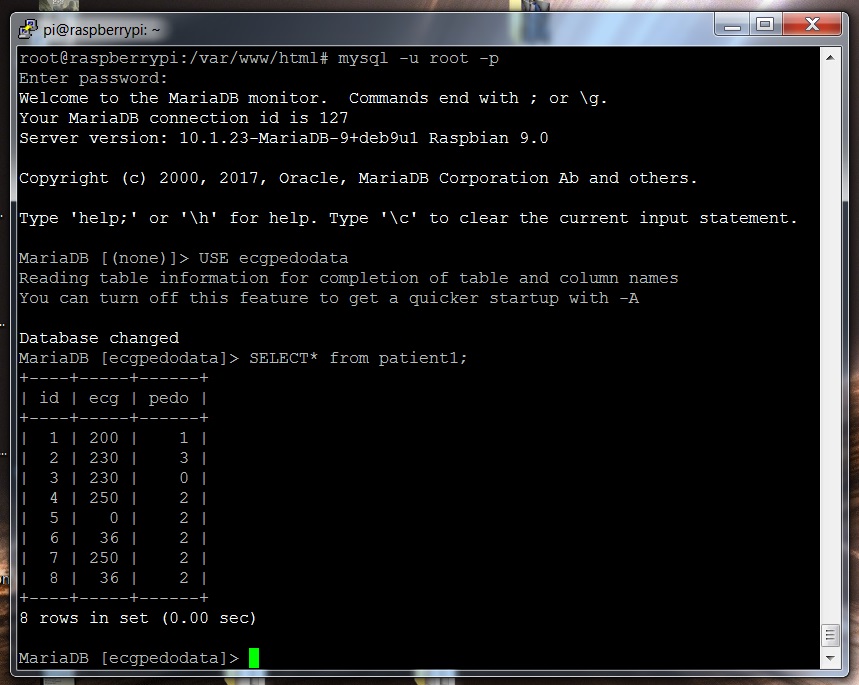 pi@raspberrypi: ~
root@raspberrypi:/var/www/html# mysql -u root -p
Enter password:
Welcome to the MariaDB monitor.  Commands end with ; or \g.
Your MariaDB connection id is 127
Server version: 10.1.23-MariaDB-9+deb9u1 Raspbian 9.0
Copyright (c) 2000, 2017, Oracle, MariaDB Corporation Ab and others.
Type 'help;' or '\h' for help. Type '\c' to clear the current input statement.
MariaDB [(none)]> USE ecgpedodata
Reading table information for completion of table and column names
You can turn off this feature to get a quicker startup with -A
Database changed
MariaDB [ecgpedodata]> SELECT* from patient1;
+----+-----+------+
| id | ecg | pedo |
+----+-----+------+
|  1 | 200 |    1 |
|  2 | 230 |    3 |
|  3 | 230 |    0 |
|  4 | 250 |    2 |
|  5 |   0 |    2 |
|  6 |  36 |    2 |
|  7 | 250 |    2 |
|  8 |  36 |    2 |
+----+-----+------+
8 rows in set (0.00 sec)
MariaDB [ecgpedodata]>